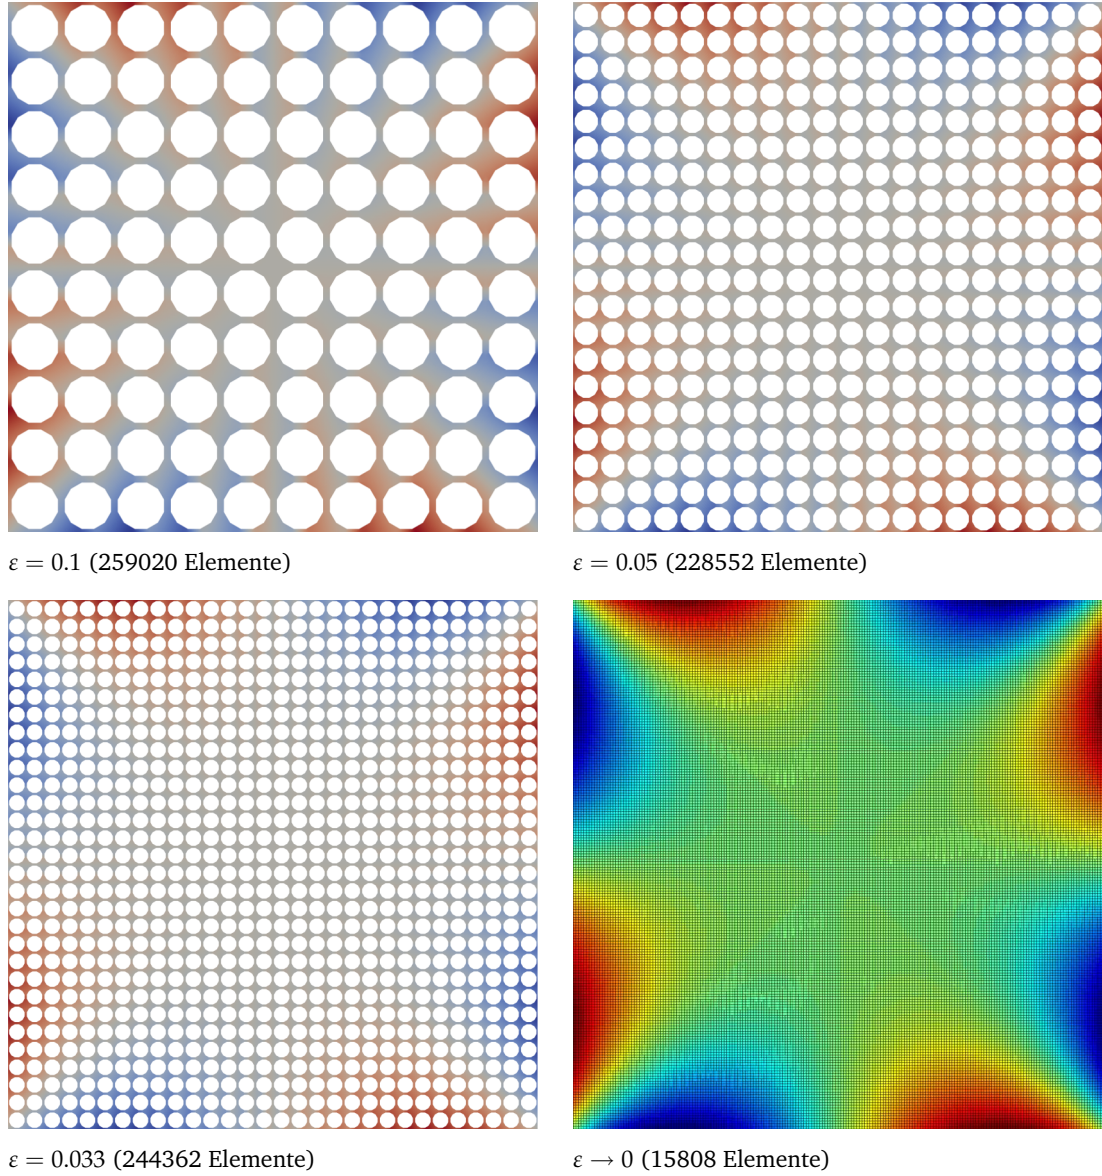 ε = 0.1 (259020 Elemente)
ε = 0.05 (228552 Elemente)
ε = 0.033 (244362 Elemente)
ε → 0 (15808 Elemente)